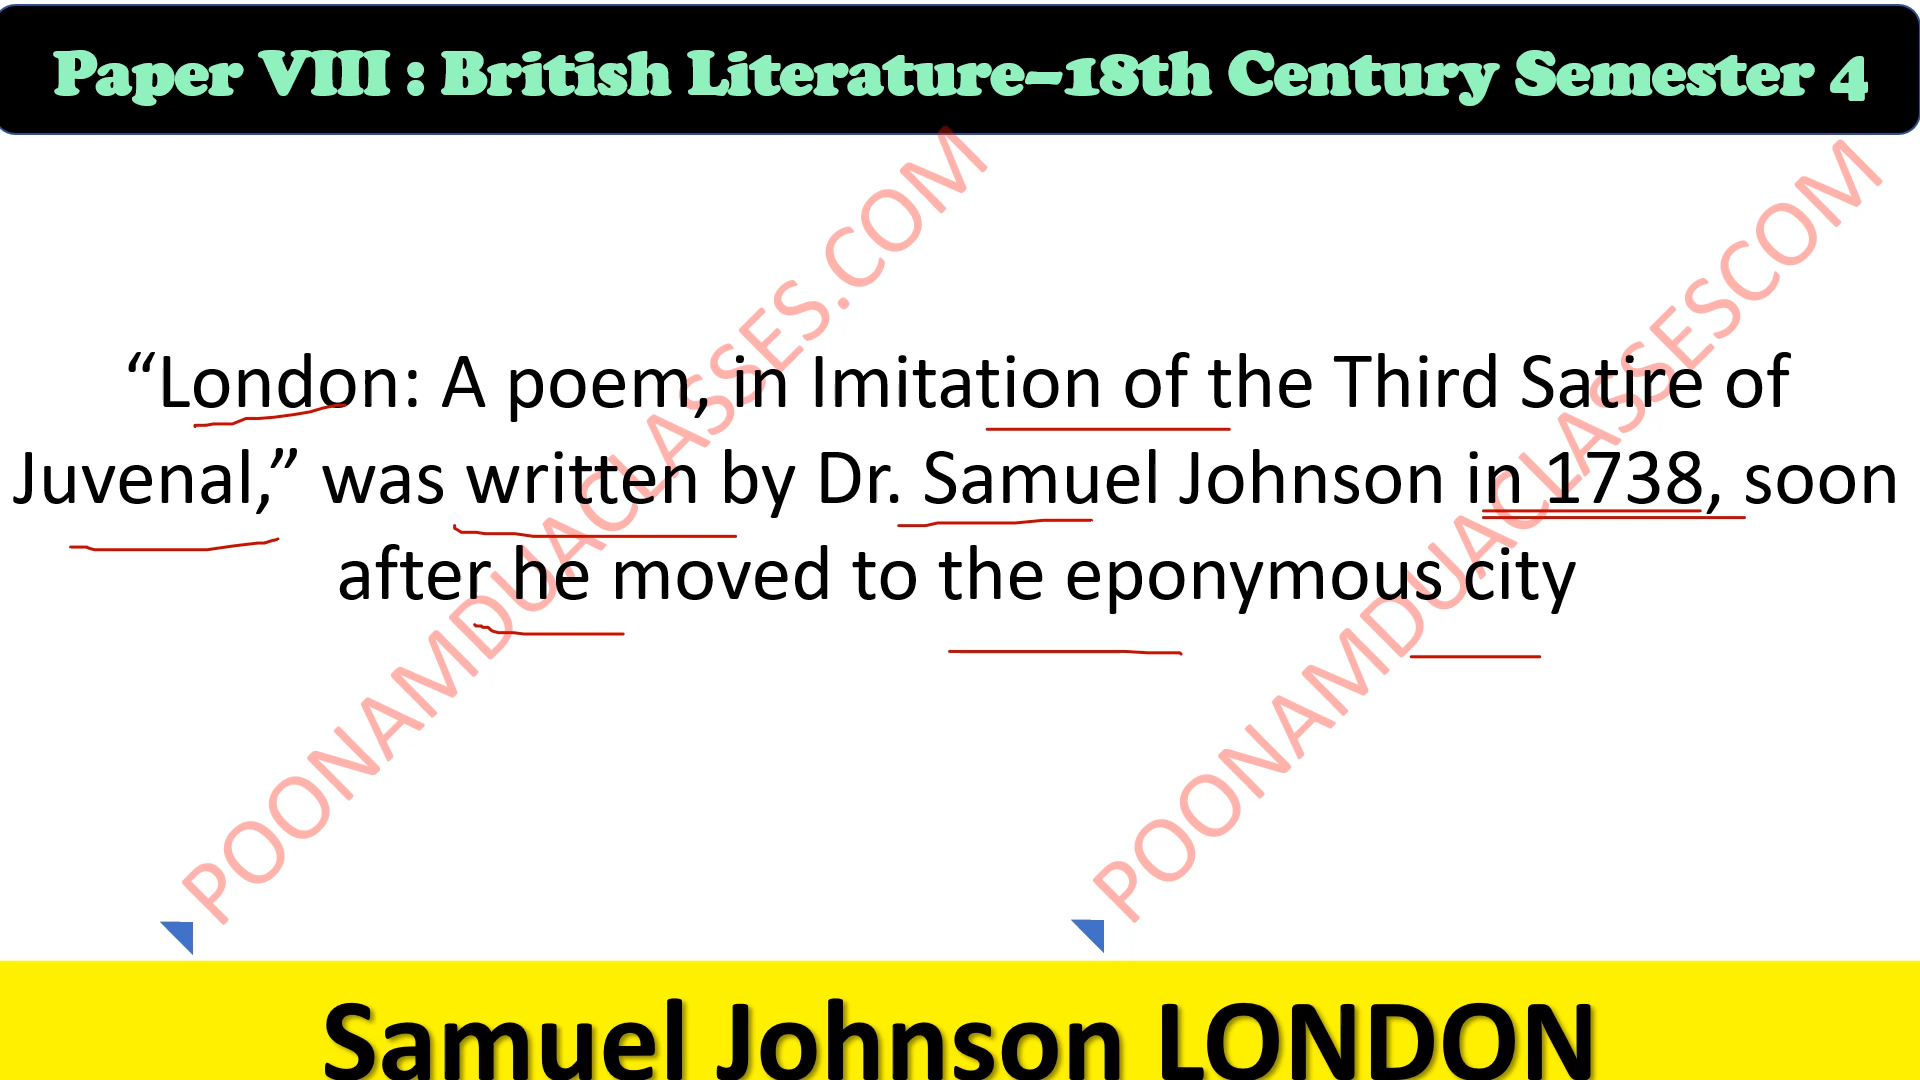 Paper VIII : British Literature–18th Century Semester 4
“London: A poem, in Imitation of the Third Satire of
Juvenal,” was written by Dr. Samuel Johnson in 1738, soon
after he moved to the eponymous city
POONAMDUACLASSES.COM
POONAMDUACLASSESCOM
Samuel Johnson LONDON